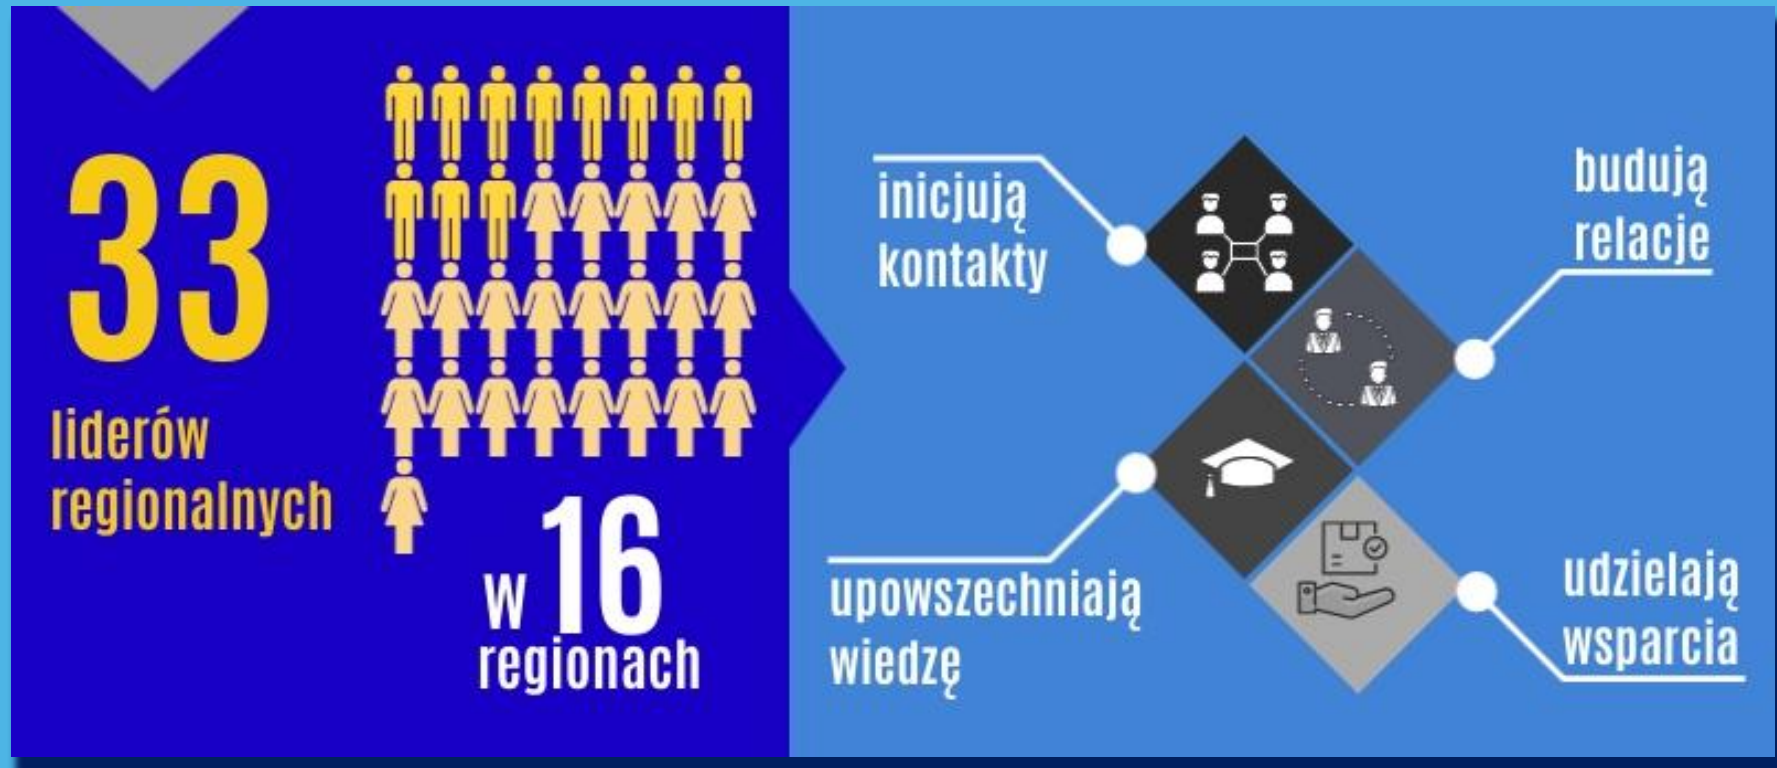 33
liderów
regionalnych
w 16
regionach
inicjują
kontakty
budują
relacje
upowszechniają
wiedzę
udzielają
wsparcia